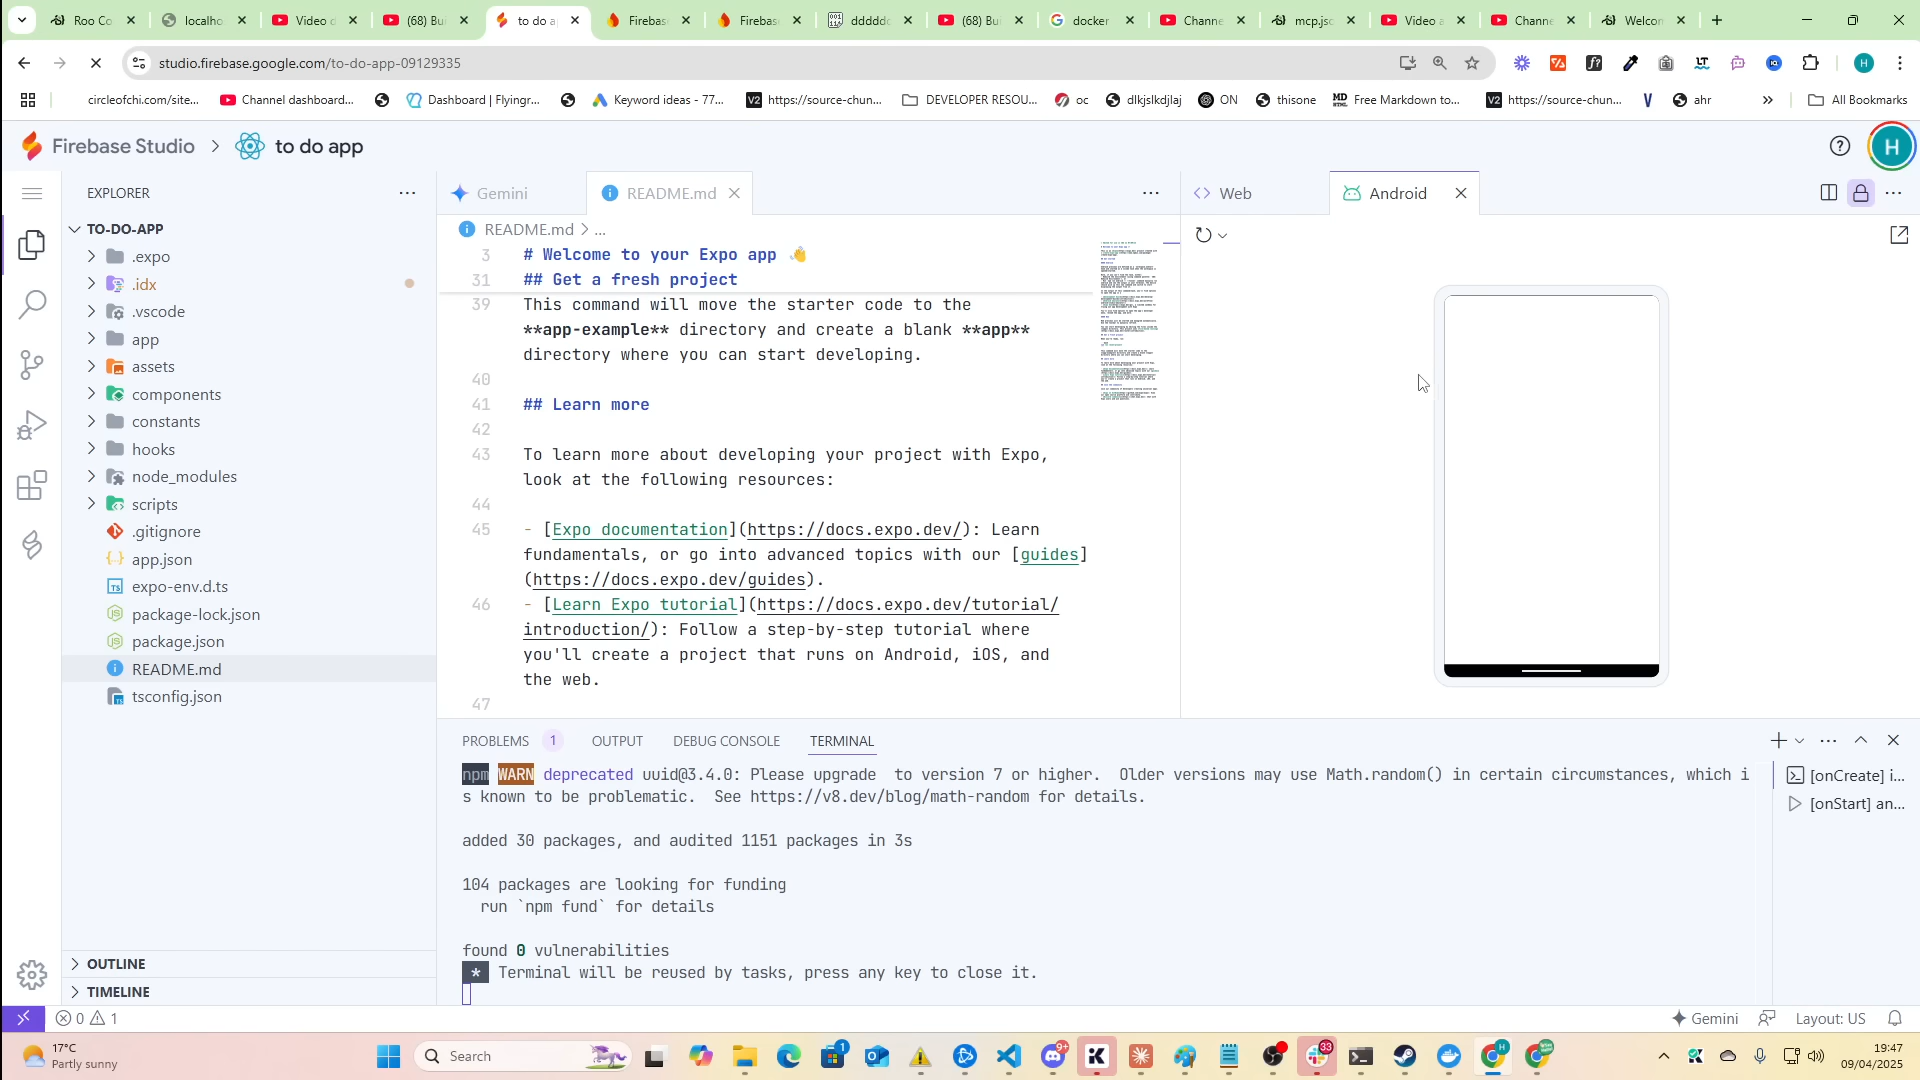 Roo Co
localho
Video d
(68) Bui
to do ap
Firebase
Firebase
dddddc
(68) Bui
docker
Channe
mcp.jso
Video a
Channe
Welcom
studio.firebase.google.com/to-do-app-09129335
circleofchi.com/site...
Channel dashboard...
Dashboard | Flyingr...
Keyword ideas - 77...
https://source-chun...
DEVELOPER RESOU...
oc
dlkjslkdjlaj
ON
thisone
Free Markdown to...
https://source-chun...
ahr
All Bookmarks
Firebase Studio > to do app
H
EXPLORER
TO-DO-APP
.expo
.idx
.vscode
app
assets
components
constants
hooks
node_modules
scripts
.gitignore
app.json
expo-env.d.ts
package-lock.json
package.json
README.md
tsconfig.json
OUTLINE
TIMELINE
Gemini
README.md
README.md > ...
3 # Welcome to your Expo app 👋
31 ## Get a fresh project
39 This command will move the starter code to the
**app-example** directory and create a blank **app**
directory where you can start developing.
40
41 ## Learn more
42
43 To learn more about developing your project with Expo,
look at the following resources:
44
45 - [Expo documentation](https://docs.expo.dev/): Learn
fundamentals, or go into advanced topics with our [guides]
(https://docs.expo.dev/guides).
46 - [Learn Expo tutorial](https://docs.expo.dev/tutorial/
introduction/): Follow a step-by-step tutorial where
you'll create a project that runs on Android, iOS, and
the web.
47
Web
Android
PROBLEMS 1 OUTPUT DEBUG CONSOLE TERMINAL
npm WARN deprecated uuid@3.4.0: Please upgrade  to version 7 or higher.  Older versions may use Math.random() in certain circumstances, which i
s known to be problematic.  See https://v8.dev/blog/math-random for details.
added 30 packages, and audited 1151 packages in 3s
104 packages are looking for funding
run `npm fund` for details
found 0 vulnerabilities
* Terminal will be reused by tasks, press any key to close it.
[onCreate] i...
[onStart] an...
0 1
Gemini
Layout: US
17°C
Partly sunny
Search
1
9+
33
19:47
09/04/2025